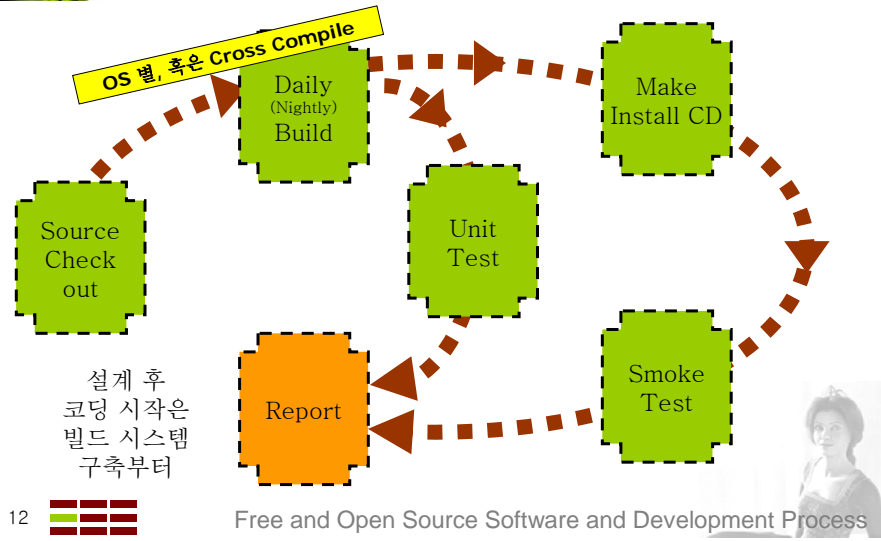 OS 별, 혹은 Cross Compile
Daily
(Nightly)
Build
Make
Install CD
Source
Check
out
Unit
Test
설계 후
코딩 시작은
빌드 시스템
구축부터
Report
Smoke
Test
12
Free and Open Source Software and Development Process